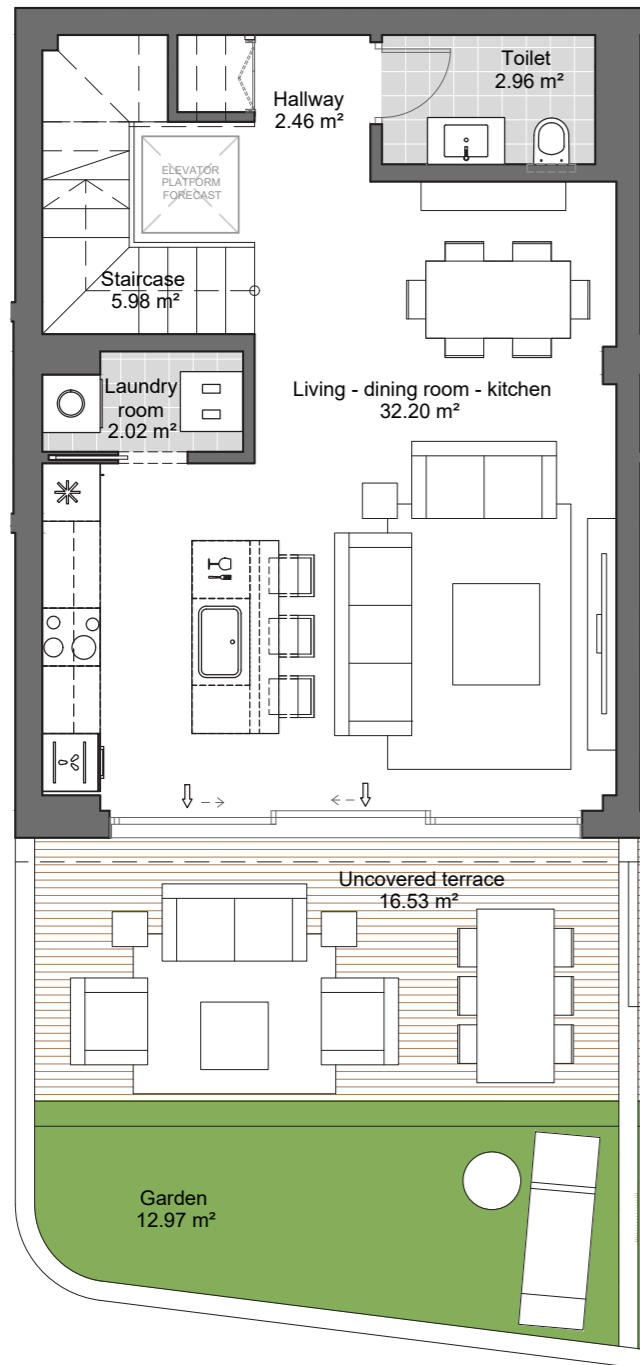 Toilet
2.96 m²
Hallway
2.46 m²
ELEVATOR
PLATFORM
FORECAST
Staircase
5.98 m²
Laundry
room
2.02 m²
Living - dining room - kitchen
32.20 m²
Uncovered terrace
16.53 m²
Garden
12.97 m²